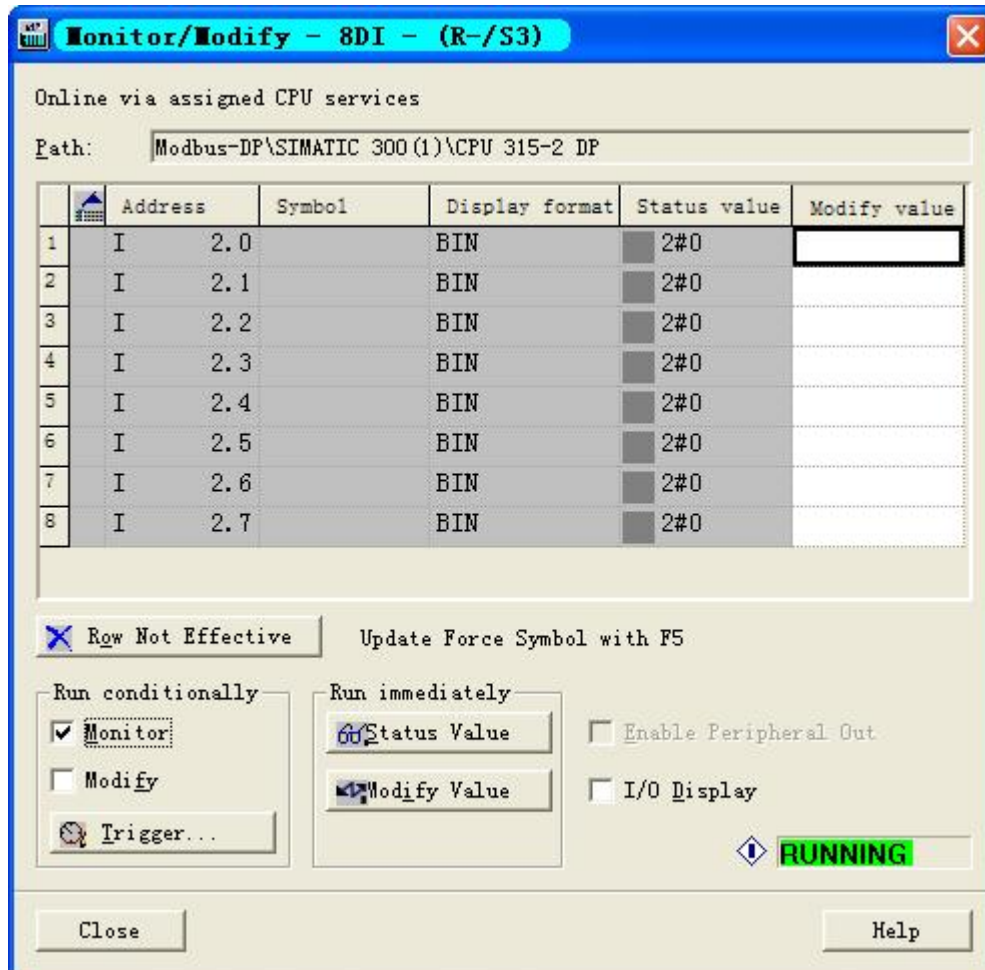 Monitor/Modify - 8DI - (R-/S3)
Online via assigned CPU services
Path: Modbus-DP\SIMATIC 300(1)\CPU 315-2 DP
Address Symbol Display format Status value Modify value
1 I 2.0 BIN 2#0
2 I 2.1 BIN 2#0
3 I 2.2 BIN 2#0
4 I 2.3 BIN 2#0
5 I 2.4 BIN 2#0
6 I 2.5 BIN 2#0
7 I 2.6 BIN 2#0
8 I 2.7 BIN 2#0
Row Not Effective Update Force Symbol with F5
Run conditionally Run immediately
Monitor Status Value Enable Peripheral Out
Modify Modify Value I/O Display
Trigger...
RUNNING
Close Help